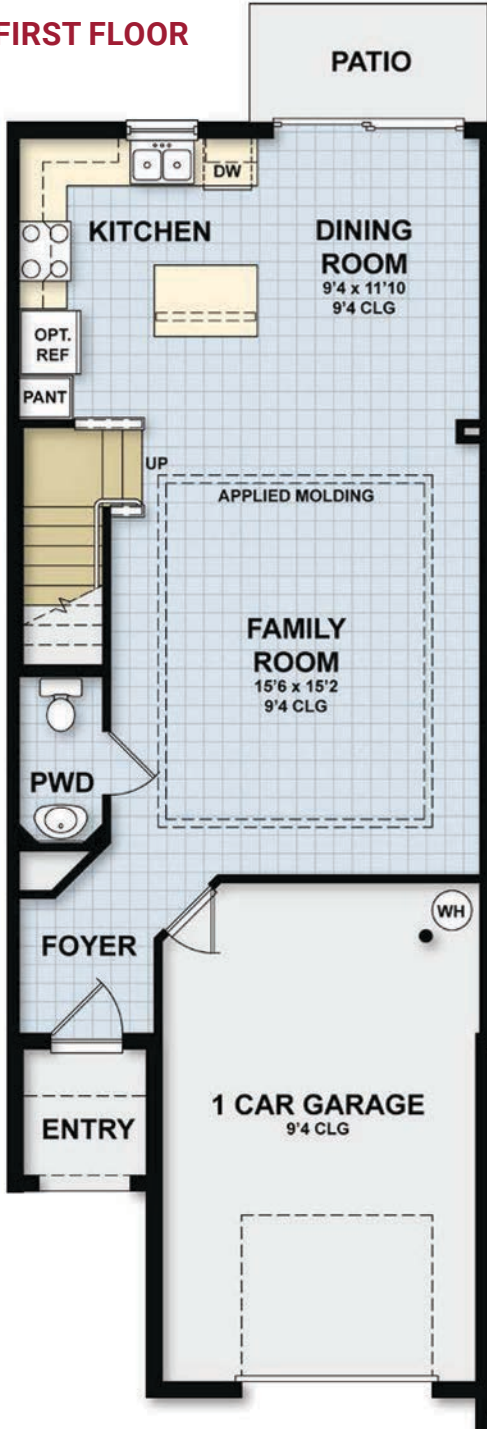 FIRST FLOOR
PATIO
DW
KITCHEN
DINING
ROOM
9'4 x 11'10
9'4 CLG
OPT.
REF
PANT
UP
APPLIED MOLDING
FAMILY
ROOM
15'6 x 15'2
9'4 CLG
PWD
WH
FOYER
1 CAR GARAGE
9'4 CLG
ENTRY